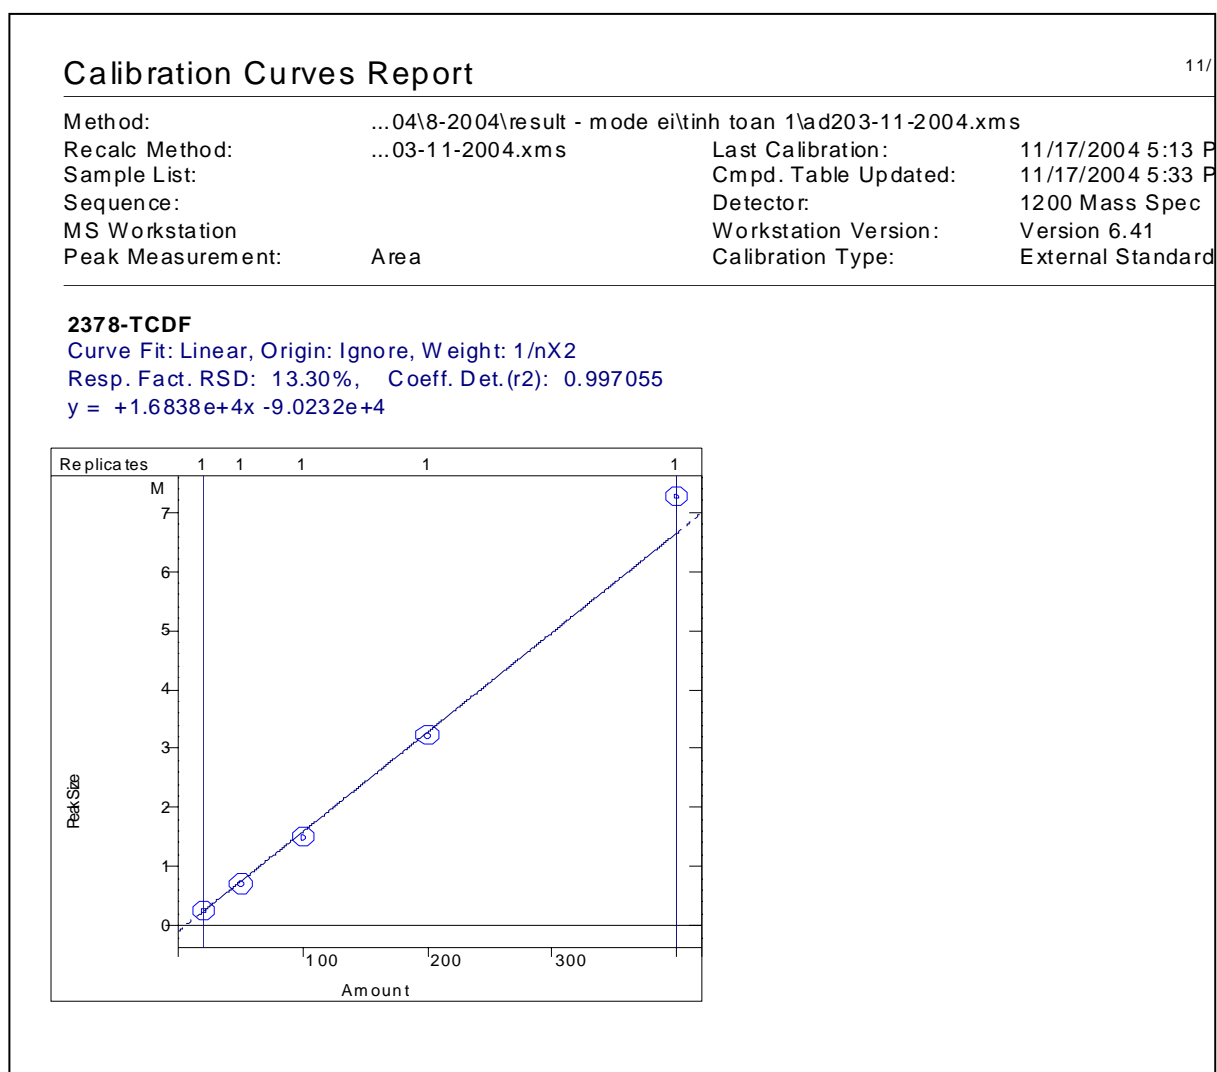 Calibration Curves Report 11/
Method: ...04\8-2004\result - mode ei\tinh toan 1\ad203-11-2004.xms
Recalc Method: ...03-11-2004.xms Last Calibration: 11/17/2004 5:13 P
Sample List: Cmpd. Table Updated: 11/17/2004 5:33 P
Sequence: Detector: 1200 Mass Spec
MS Workstation Workstation Version: Version 6.41
Peak Measurement: Area Calibration Type: External Standard
2378-TCDF
Curve Fit: Linear, Origin: Ignore, Weight: 1/nX2
Resp. Fact. RSD: 13.30%, Coeff. Det.(r2): 0.997055
y = +1.6838e+4x -9.0232e+4
Replicates 1 1 1 1 1
M
7
6
5
4
3
2
1
0
Peak Size
100 200 300
Amount